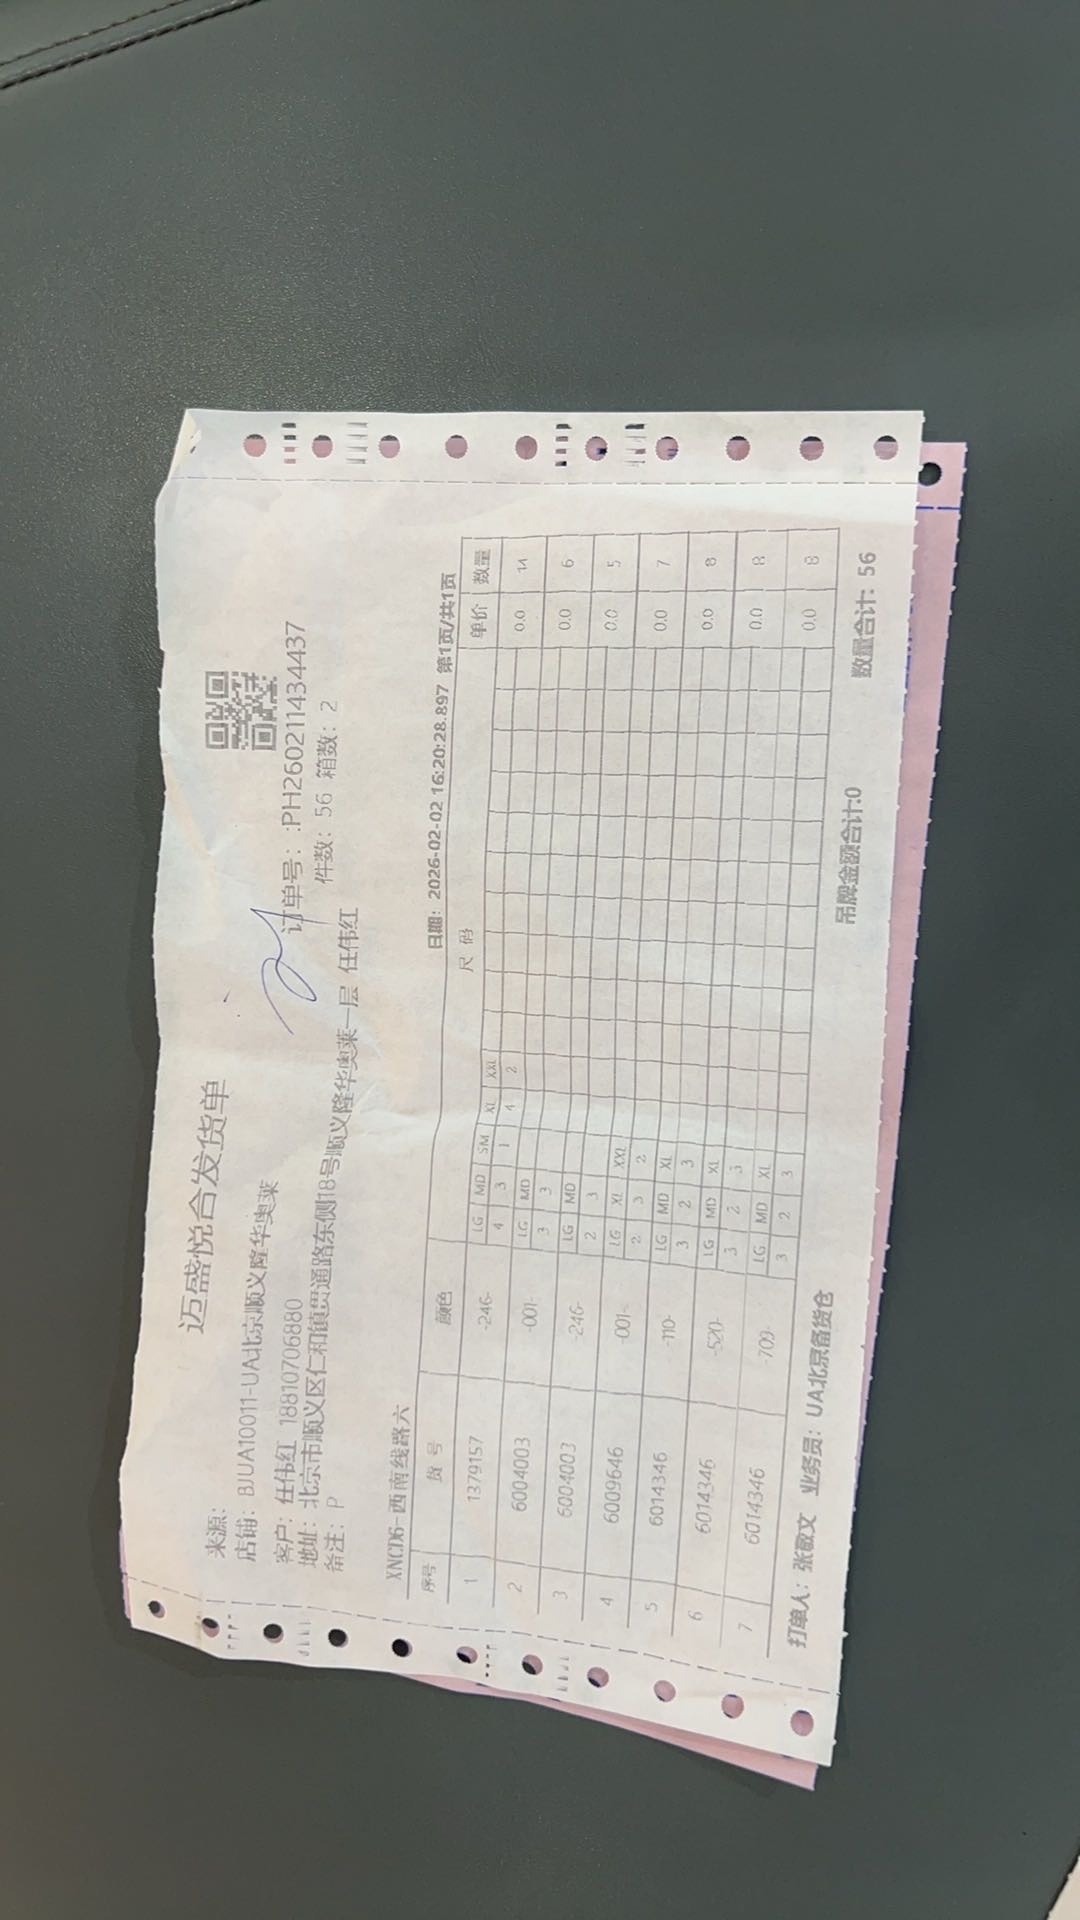 迈盛悦合发货单
来源:
店铺: BJUA10011-UA北京顺义隆华奥莱
订单号: :PH260211434437
客户: 任伟红 18810706880
件数: 56 箱数: 2
地址: 北京市顺义区仁和镇贯通路东侧18号顺义隆华奥莱一层 任伟红
备注: P
XNCD6-西南线路六 日期: 2026-02-02 16:20:28.897 第1页/共1页
序号 货号 颜色 尺码 单价 数量
LG MD SM XL XXL
1 1379157 -246- 4 3 1 4 2 0.0 14
LG MD
2 6004003 -001- 3 3 0.0 6
LG MD
3 6004003 -246- 2 3 0.0 5
LG XL XXL
4 6009646 -001- 2 3 2 0.0 7
LG MD XL
5 6014346 -110- 3 2 3 0.0 8
LG MD XL
6 6014346 -520- 3 2 3 0.0 8
LG MD XL
7 6014346 -709- 3 2 3 0.0 8
打单人: 张敬文 业务员: UA北京备货仓 吊牌金额合计:0 数量合计: 56